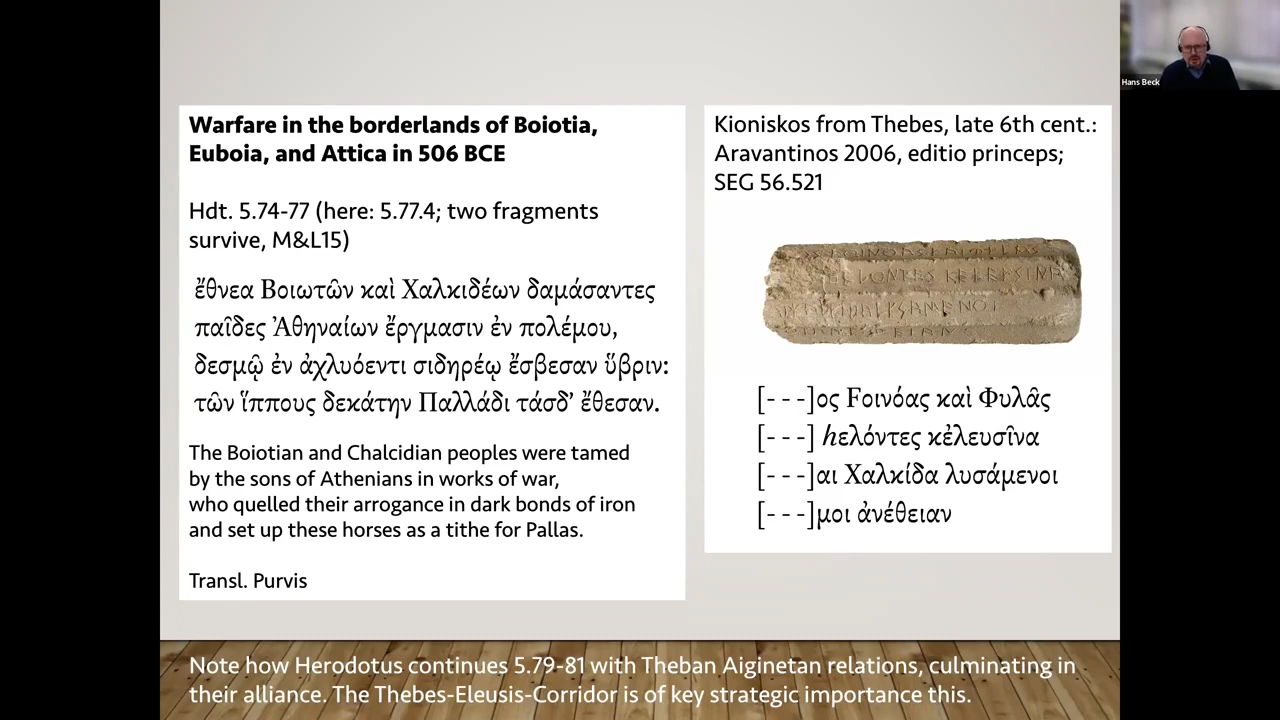 Warfare in the borderlands of Boiotia,
Euboia, and Attica in 506 BCE
Hdt. 5.74-77 (here: 5.77.4; two fragments
survive, M&L15)
ἔθνεα Βοιωτῶν καὶ Χαλκιδέων δαμάσαντες
παῖδες Ἀθηναίων ἔργμασιν ἐν πολέμου,
δεσμῷ ἐν ἀχλυόεντι σιδηρέῳ ἔσβεσαν ὕβριν:
τῶν ἵππους δεκάτην Παλλάδι τάσδ’ ἔθεσαν.
The Boiotian and Chalcidian peoples were tamed
by the sons of Athenians in works of war,
who quelled their arrogance in dark bonds of iron
and set up these horses as a tithe for Pallas.
Transl. Purvis
Kioniskos from Thebes, late 6th cent.:
Aravantinos 2006, editio princeps;
SEG 56.521
[- - -]ος Ϝοινόας καὶ Φυλᾶς
[- - -] hελόντες κἐλευσῖνα
[- - -]αι Χαλκίδα λυσάμενοι
[- - -]μοι ἀνέθειαν
Note how Herodotus continues 5.79-81 with Theban Aiginetan relations, culminating in
their alliance. The Thebes-Eleusis-Corridor is of key strategic importance this.
Hans Beck